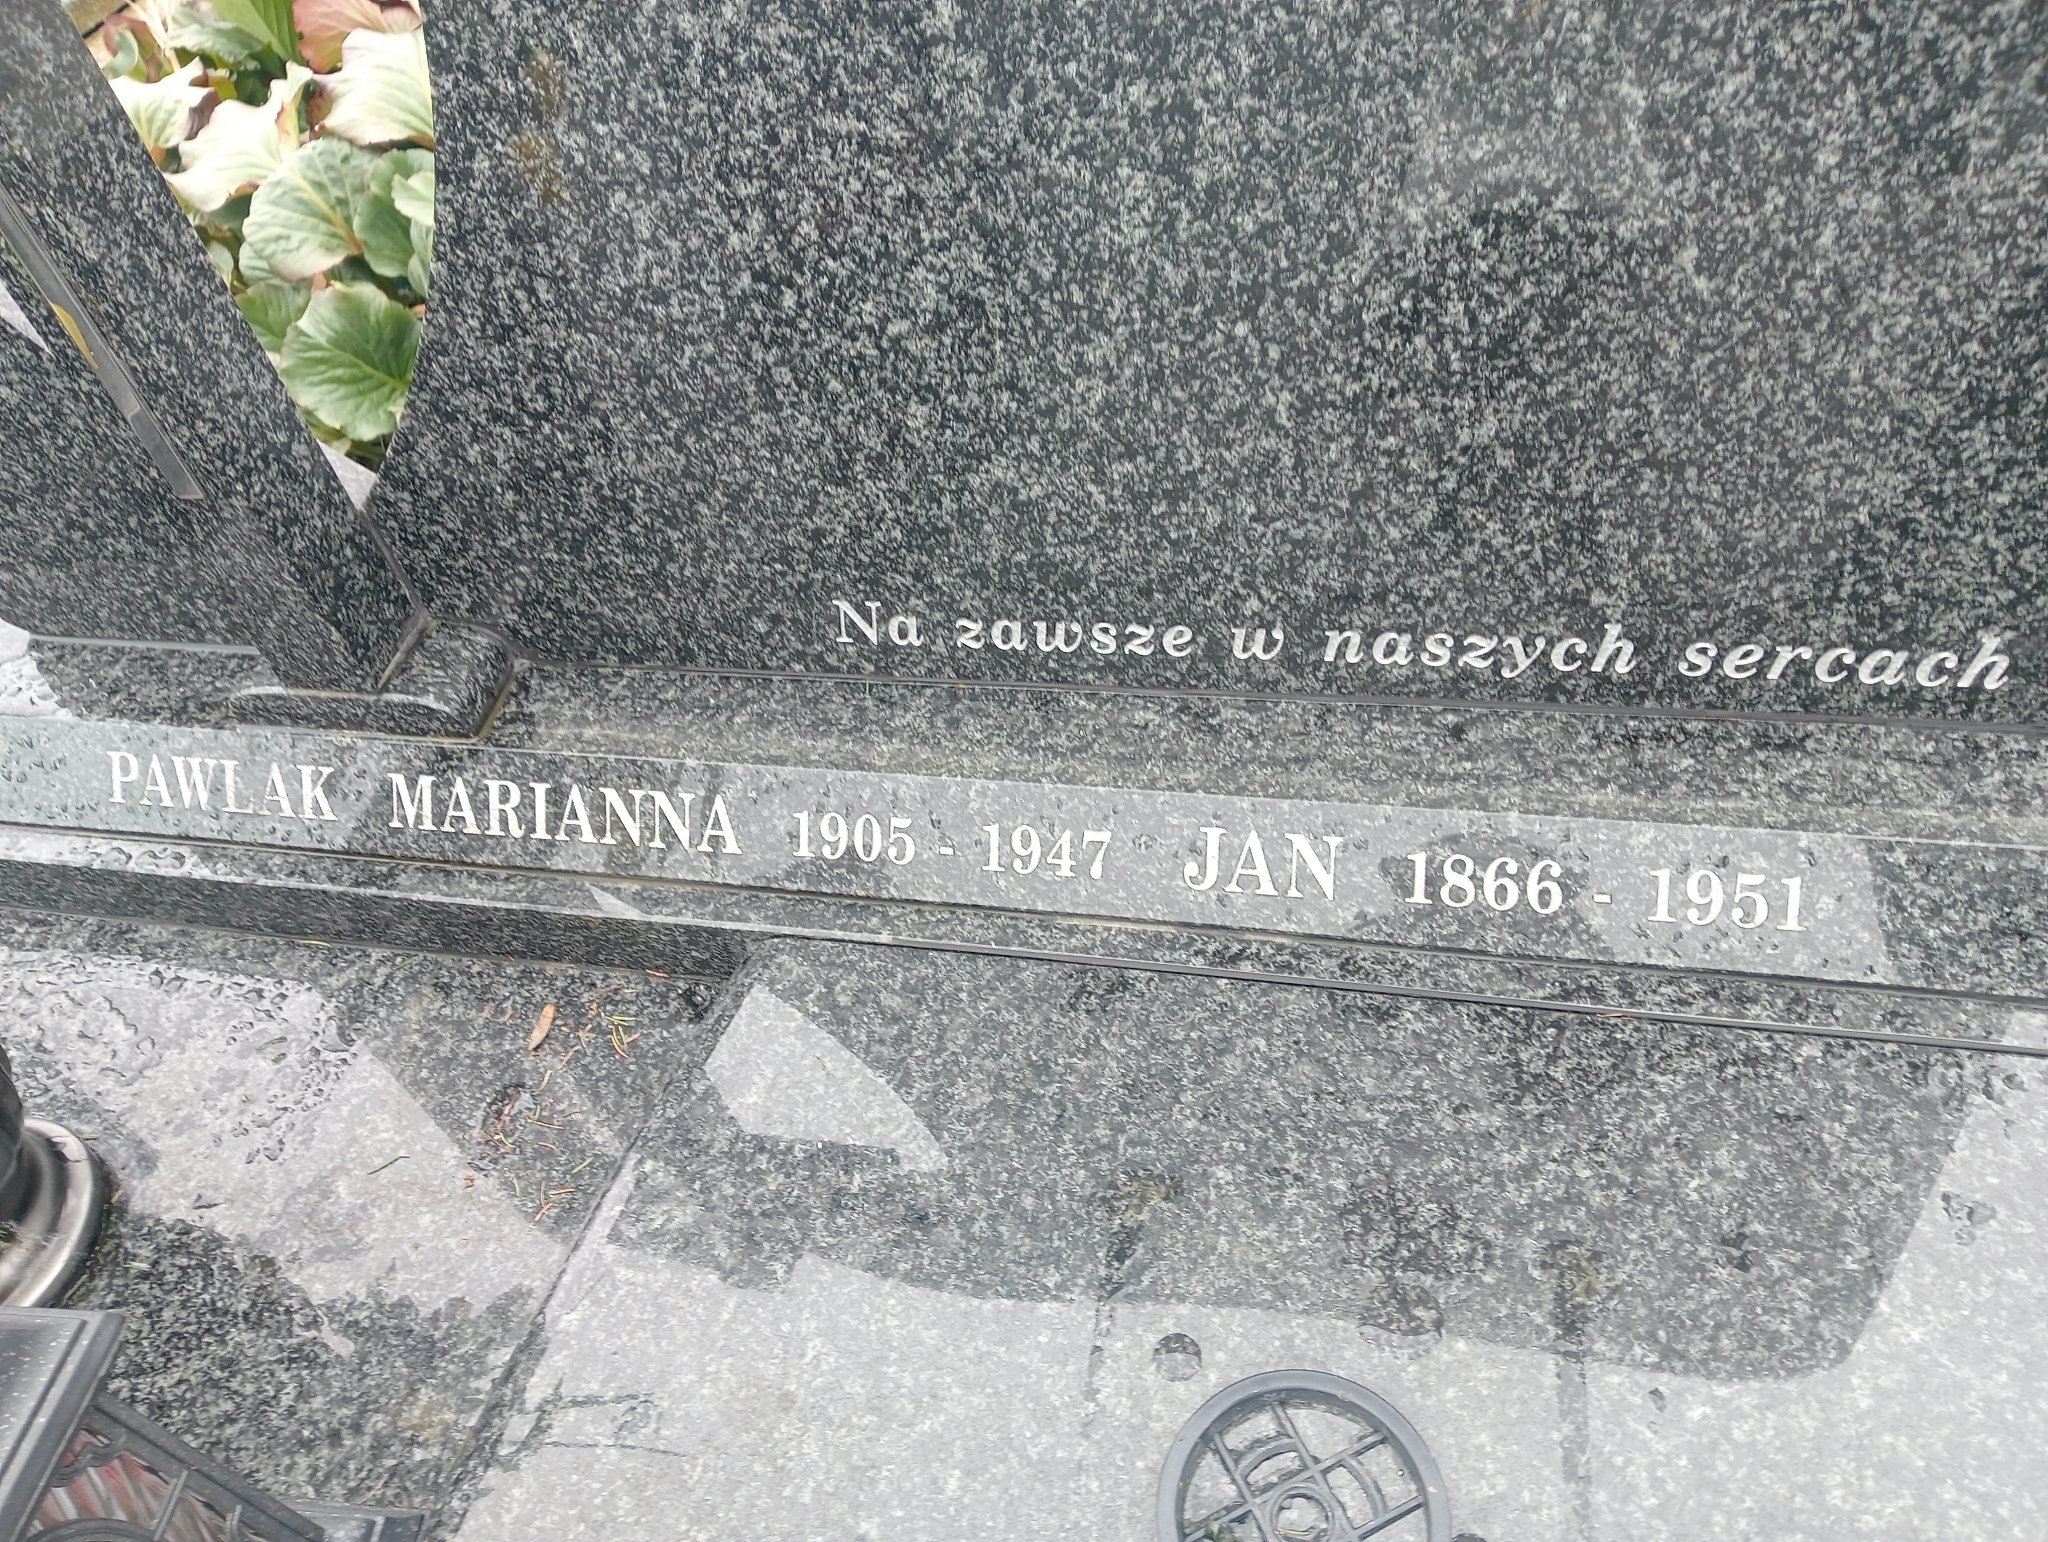 Na zawsze w naszych sercach
PAWLAK MARIANNA 1905 - 1947 JAN 1866 - 1951